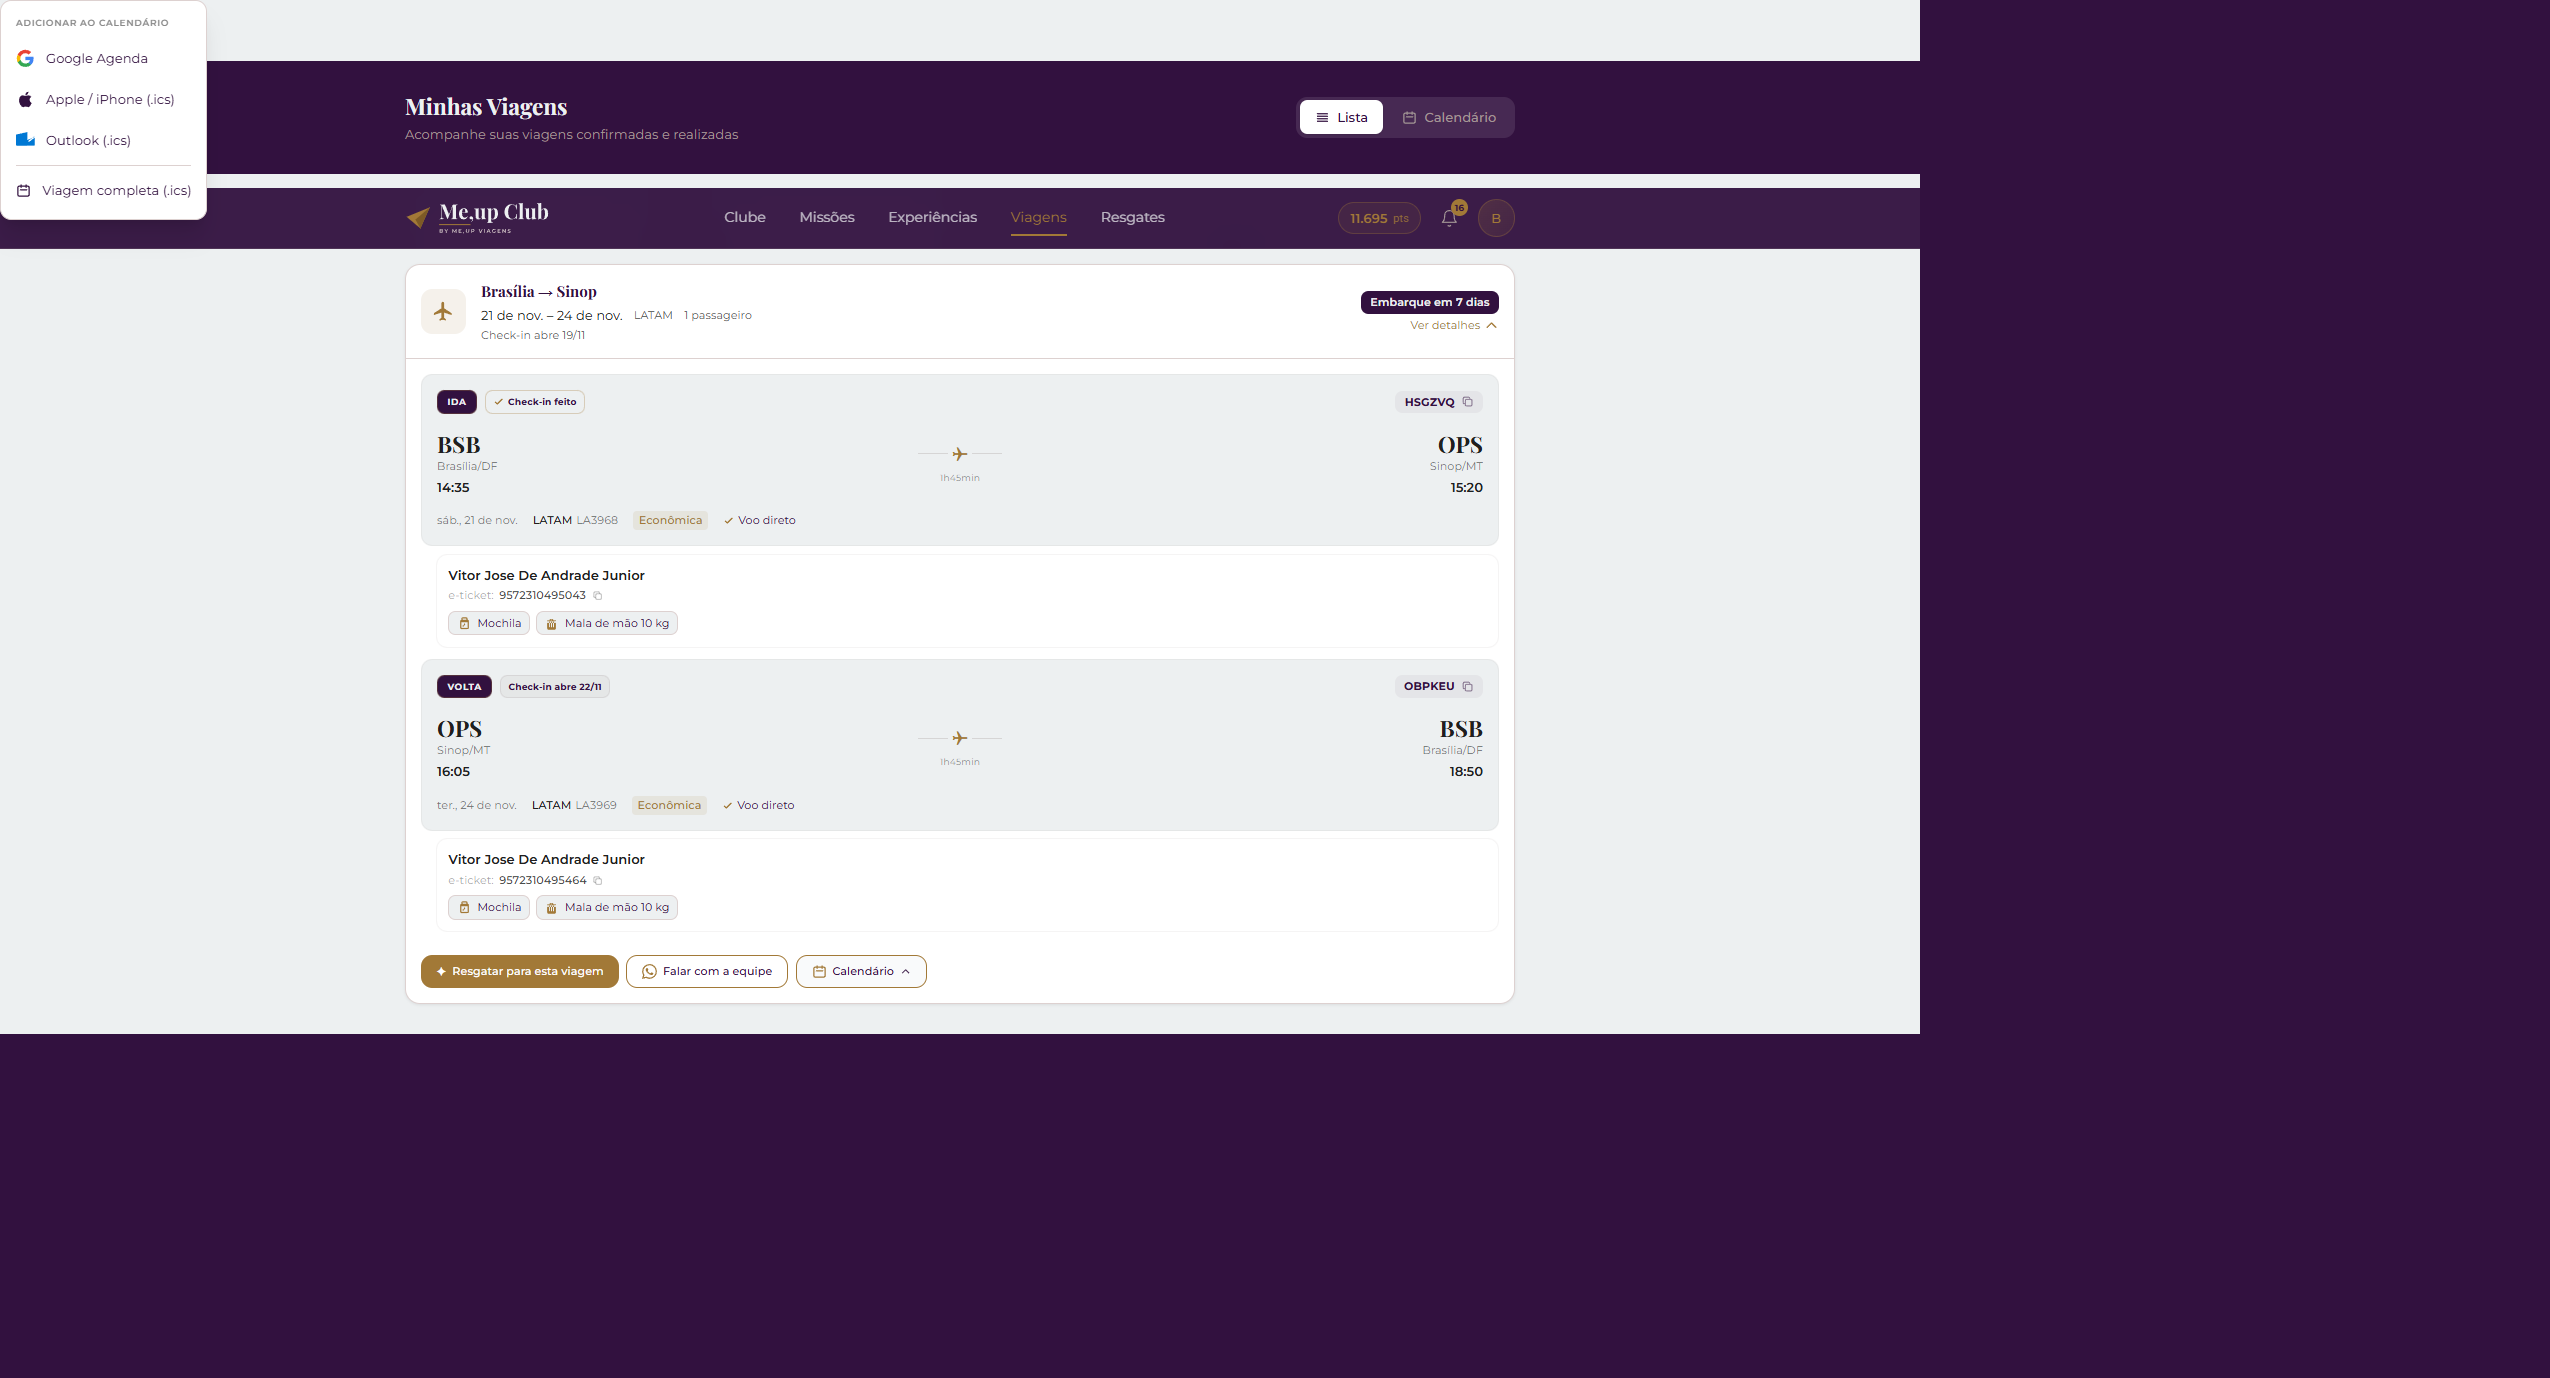 ADICIONAR AO CALENDÁRIO
Google Agenda
Apple / iPhone (.ics)
Outlook (.ics)
Viagem completa (.ics)
Minhas Viagens
Acompanhe suas viagens confirmadas e realizadas
Lista
Calendário
Me,up Club
BY ME,UP VIAGENS
Clube
Missões
Experiências
Viagens
Resgates
11.695 pts
16
B
Brasília → Sinop
21 de nov. – 24 de nov. LATAM 1 passageiro
Check-in abre 19/11
Embarque em 7 dias
Ver detalhes
IDA
Check-in feito
HSGZVQ
BSB
Brasília/DF
14:35
1h45min
OPS
Sinop/MT
15:20
sáb., 21 de nov. LATAM LA3968 Econômica Voo direto
Vitor Jose De Andrade Junior
e-ticket: 9572310495043
Mochila
Mala de mão 10 kg
VOLTA
Check-in abre 22/11
OBPKEU
OPS
Sinop/MT
16:05
1h45min
BSB
Brasília/DF
18:50
ter., 24 de nov. LATAM LA3969 Econômica Voo direto
Vitor Jose De Andrade Junior
e-ticket: 9572310495464
Mochila
Mala de mão 10 kg
Resgatar para esta viagem
Falar com a equipe
Calendário